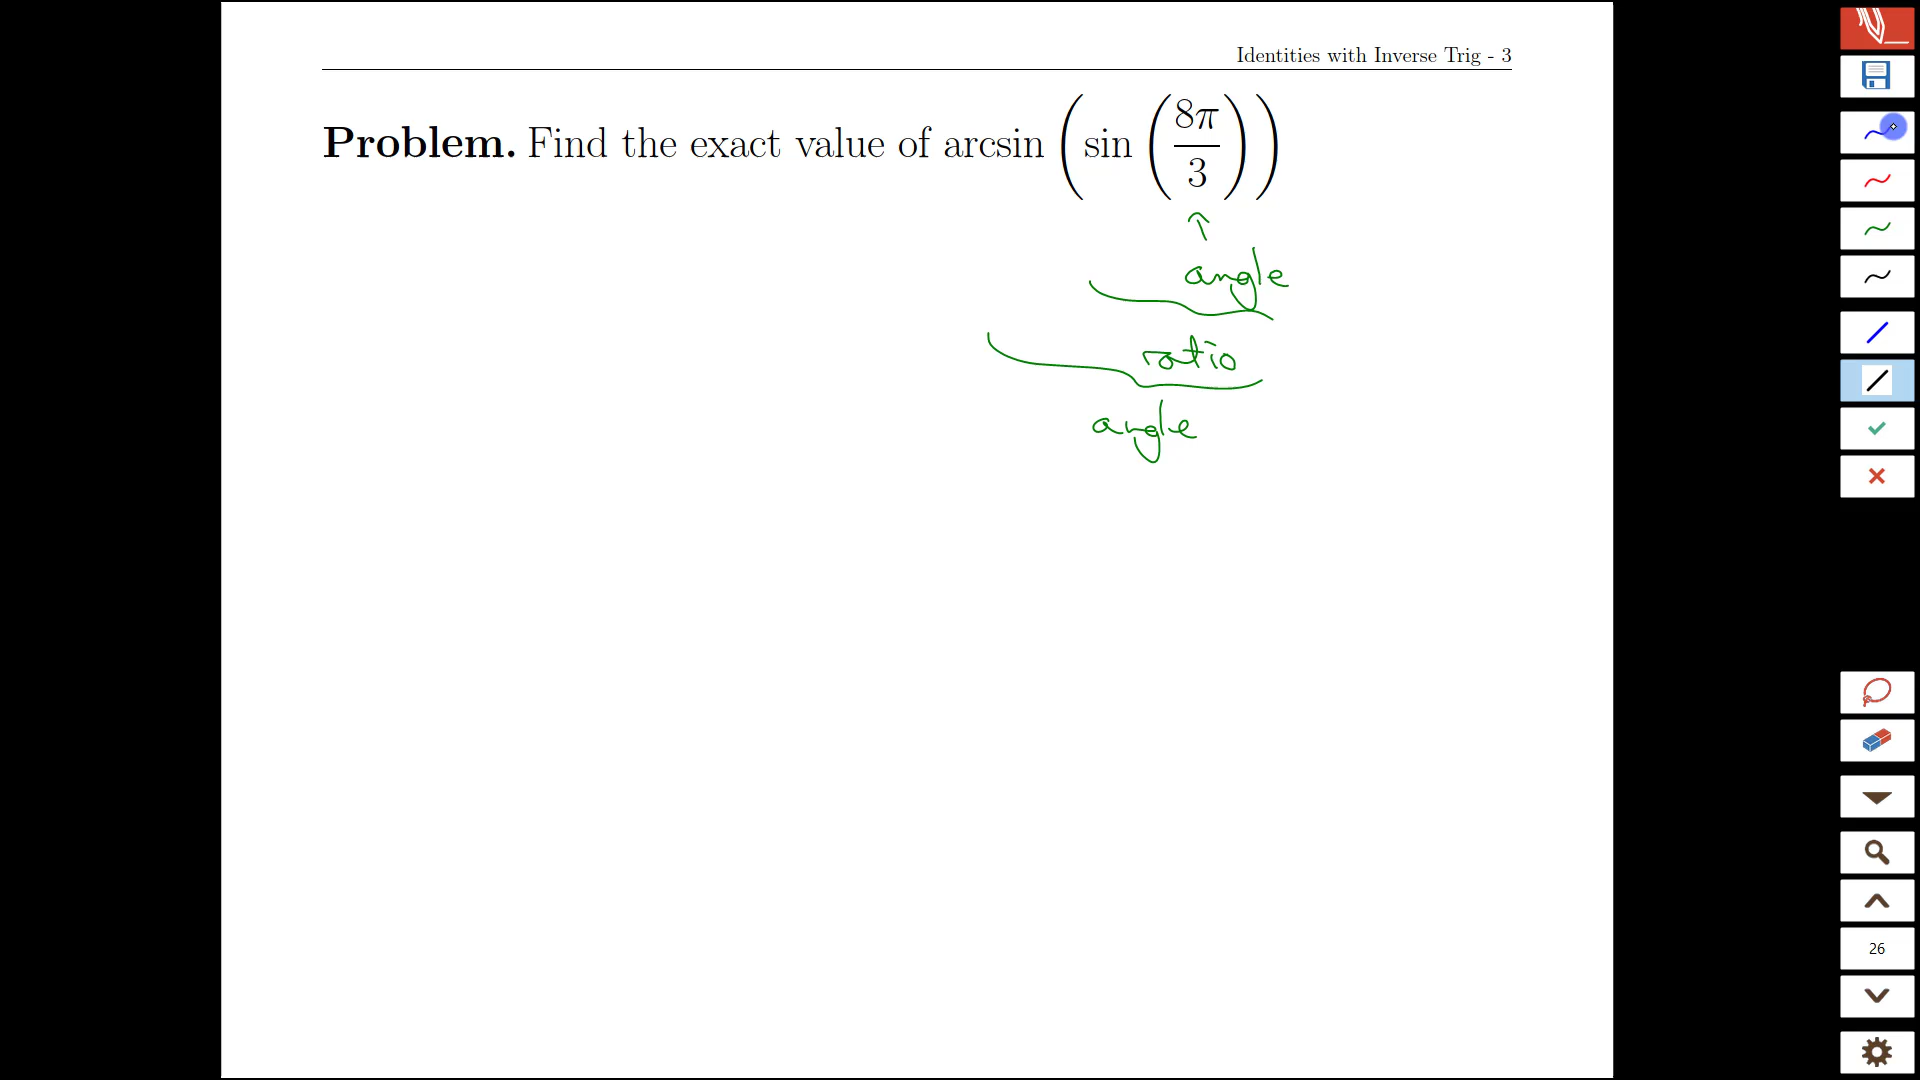 Identities with Inverse Trig - 3
Problem. Find the exact value of arcsin(sin(8π/3))
↑
angle
ratio
angle
26